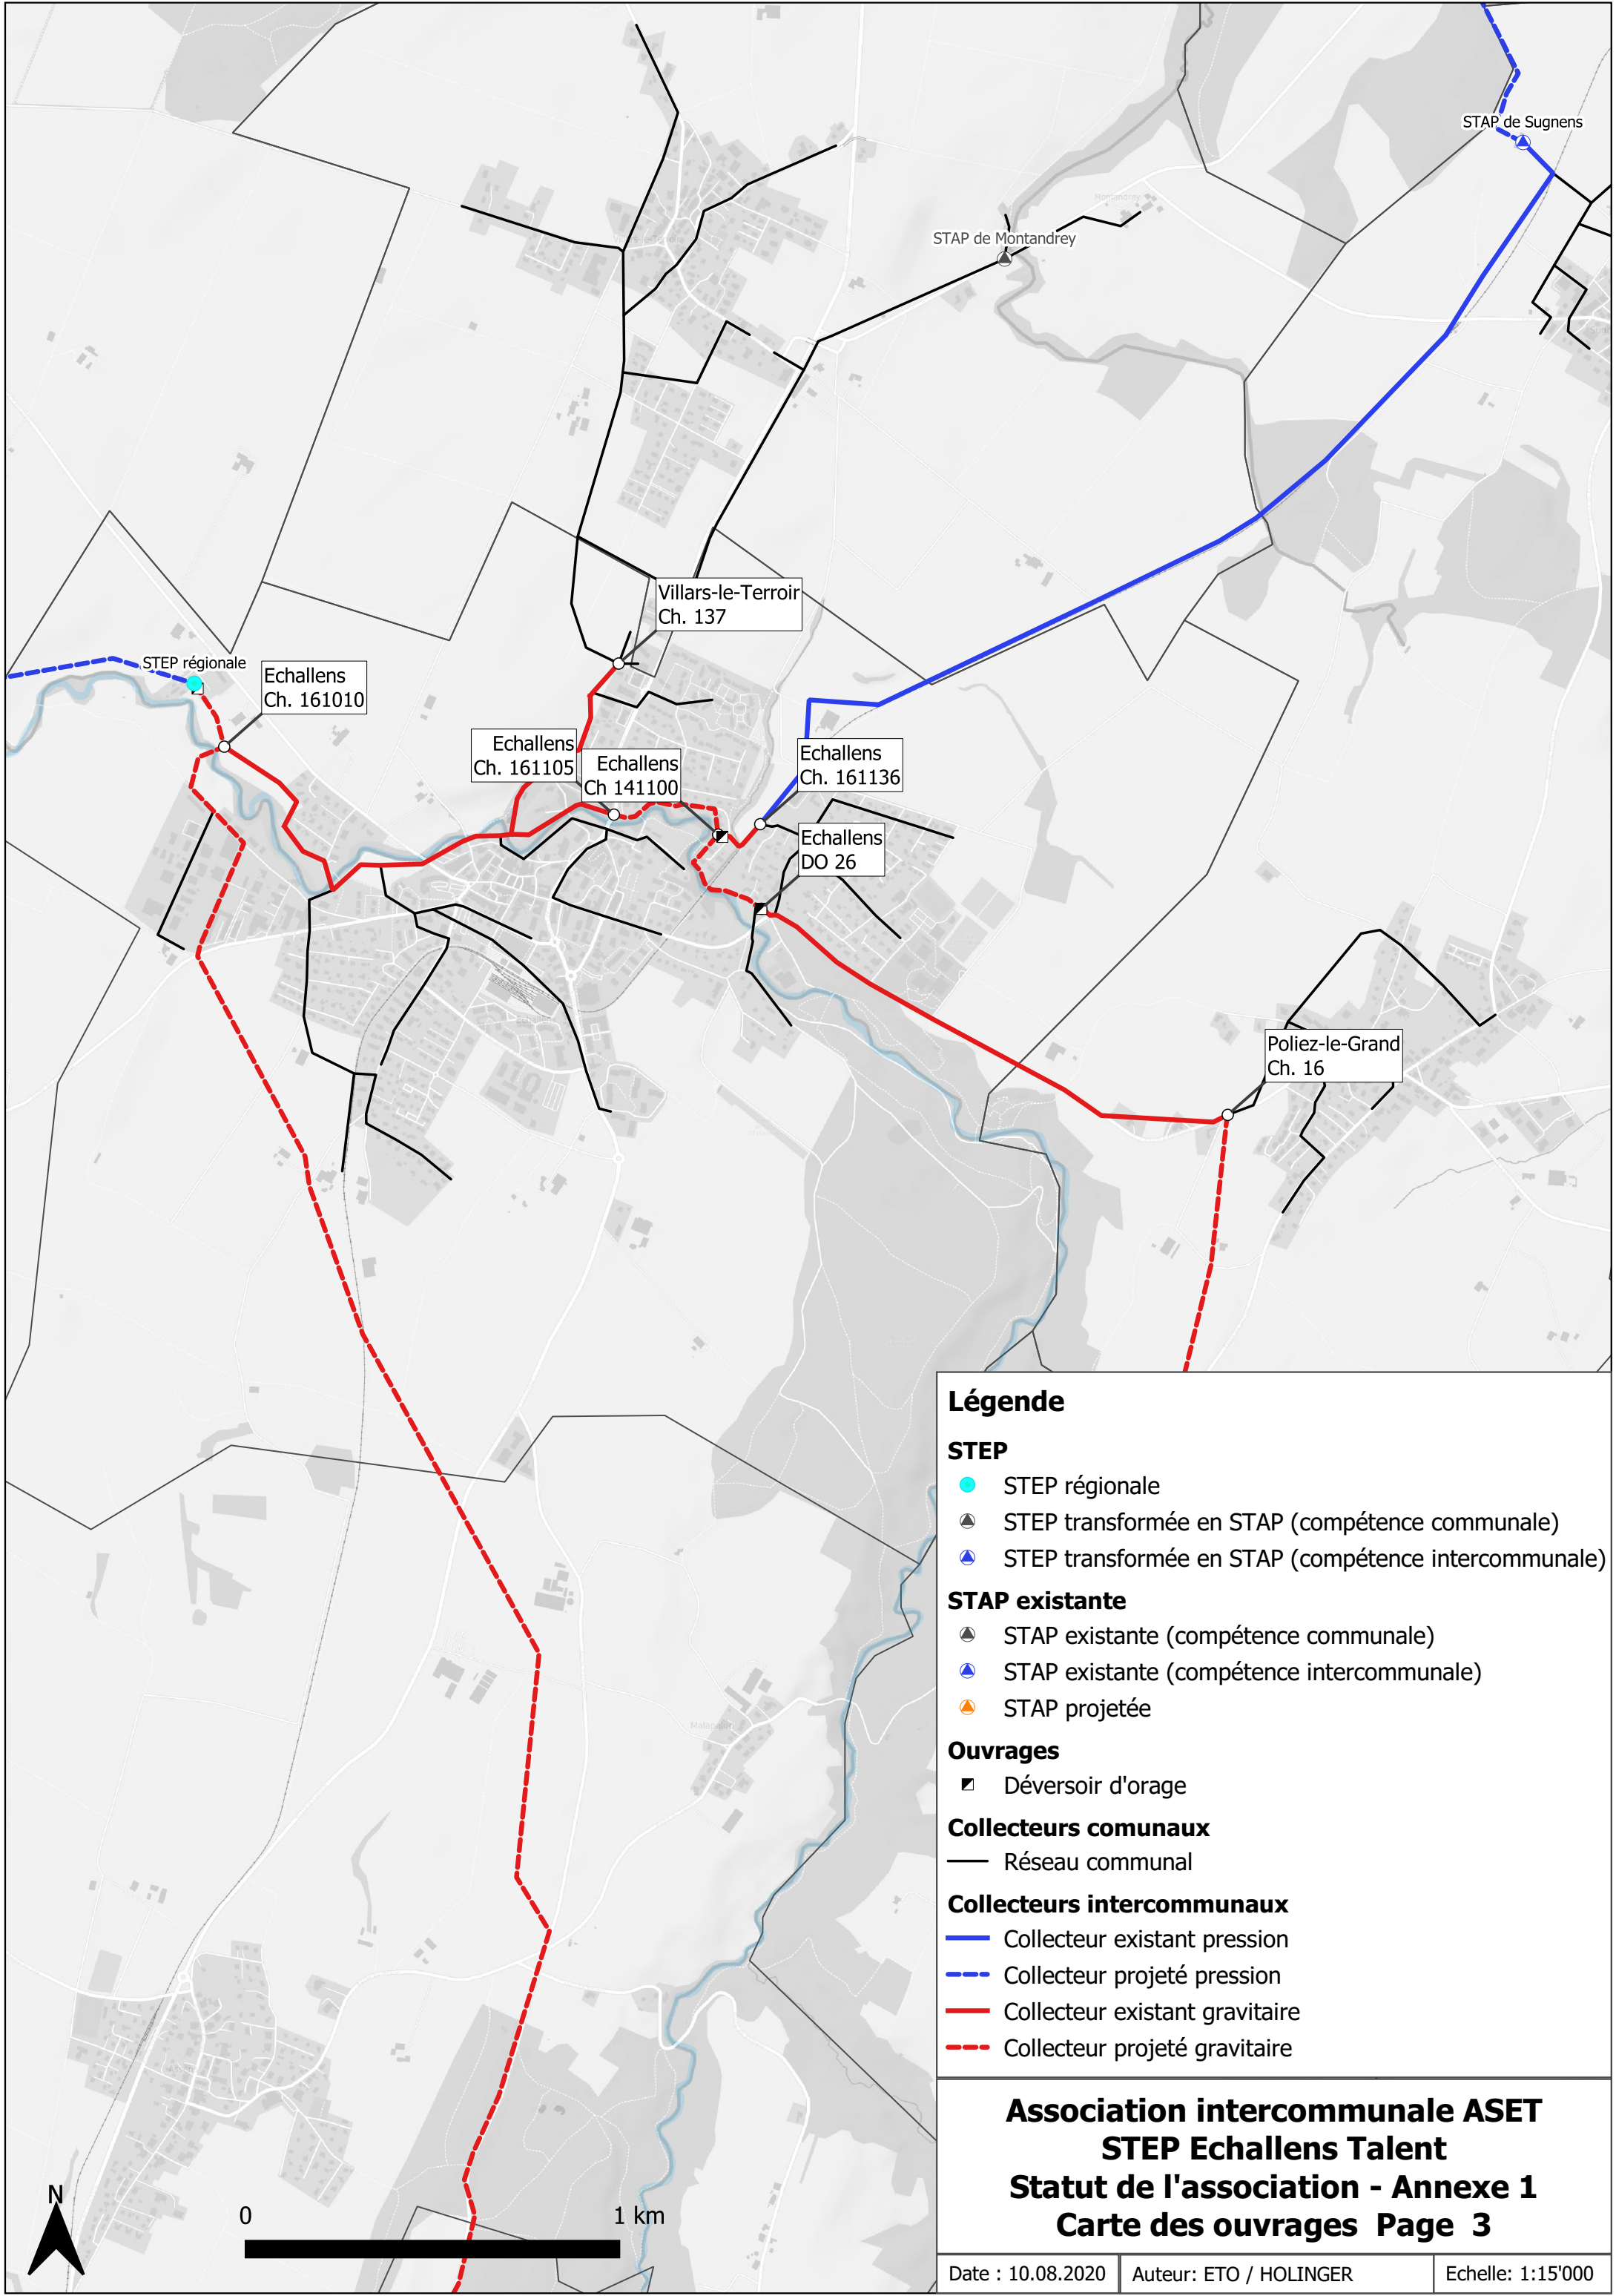 STAP de Sugnens
Montandrey
STAP de Montandrey
Villars-le-Terroir
Ch. 137
STEP régionale
Echallens
Ch. 161010
Echallens
Ch. 161105
Echallens
Ch 141100
Echallens
Ch. 161136
Echallens
DO 26
Poliez-le-Grand
Ch. 16
Légende
STEP
STEP régionale
STEP transformée en STAP (compétence communale)
STEP transformée en STAP (compétence intercommunale)
STAP existante
STAP existante (compétence communale)
STAP existante (compétence intercommunale)
STAP projetée
Ouvrages
Déversoir d'orage
Collecteurs comunaux
Réseau communal
Collecteurs intercommunaux
Collecteur existant pression
Collecteur projeté pression
Collecteur existant gravitaire
Collecteur projeté gravitaire
N
0 1 km
Association intercommunale ASET
STEP Echallens Talent
Statut de l'association - Annexe 1
Carte des ouvrages Page 3
Date : 10.08.2020 Auteur: ETO / HOLINGER Echelle: 1:15'000